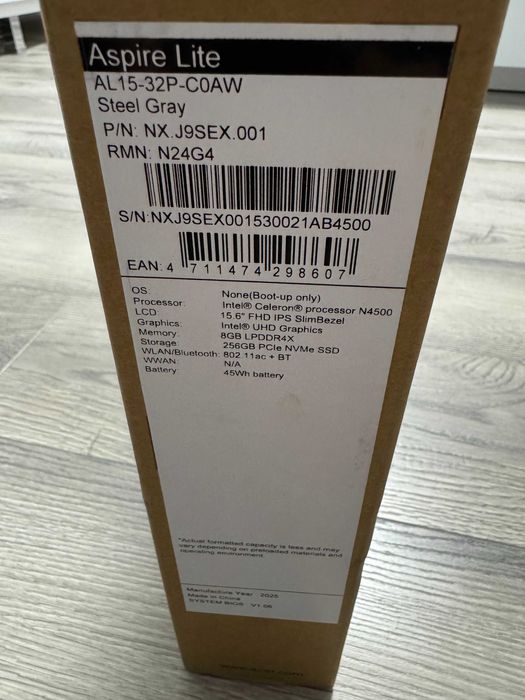 Aspire Lite
AL15-32P-C0AW
Steel Gray
P/N: NX.J9SEX.001
RMN: N24G4
S/N:NXJ9SEX001530021AB4500
EAN: 4 711474 298607
OS: None(Boot-up only)
Processor: Intel® Celeron® processor N4500
LCD: 15.6" FHD IPS SlimBezel
Graphics: Intel® UHD Graphics
Memory: 8GB LPDDR4X
Storage: 256GB PCIe NVMe SSD
WLAN/Bluetooth: 802.11ac + BT
WWAN: N/A
Battery: 45Wh battery
*Actual formatted capacity is less and may
vary depending on preloaded materials and
operating environment.
Manufacture Year : 2025
Made in China
SYSTEM BIOS V1.06